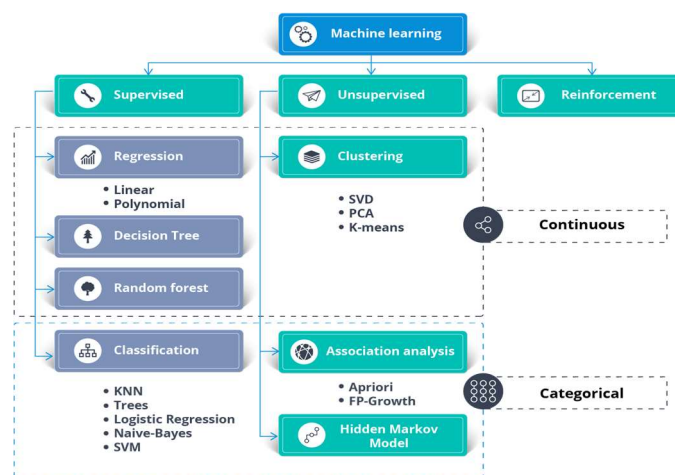 Machine learning
Supervised
Unsupervised
Reinforcement
Regression
• Linear
• Polynomial
Decision Tree
Random forest
Clustering
• SVD
• PCA
• K-means
Continuous
Classification
• KNN
• Trees
• Logistic Regression
• Naive-Bayes
• SVM
Association analysis
• Apriori
• FP-Growth
Hidden Markov
Model
Categorical